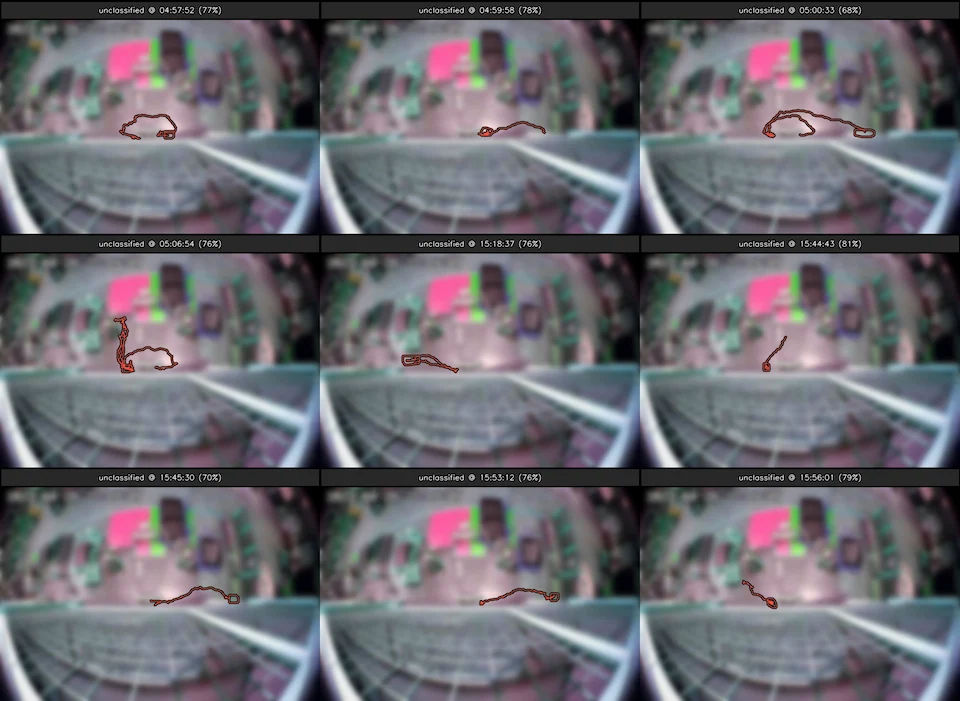 unclassified @ 04:57:52 (77%)
unclassified @ 04:59:58 (78%)
unclassified @ 05:00:33 (68%)
unclassified @ 05:06:54 (76%)
unclassified @ 15:18:37 (76%)
unclassified @ 15:44:43 (81%)
unclassified @ 15:45:30 (70%)
unclassified @ 15:53:12 (76%)
unclassified @ 15:56:01 (79%)